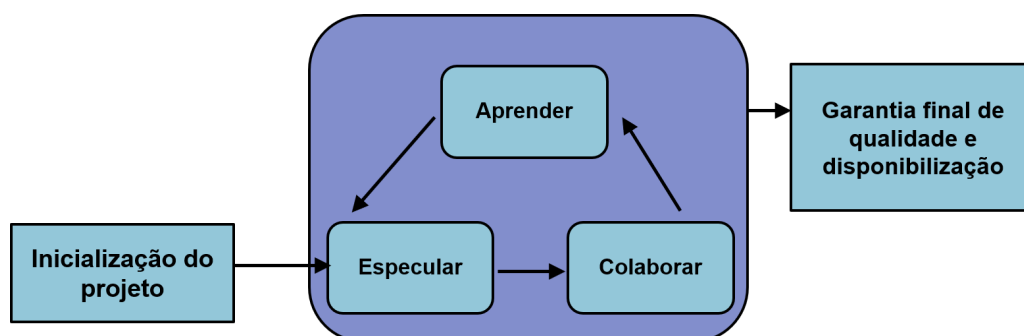 Aprender
Garantia final de
qualidade e
disponibilização
Inicialização do
projeto
Especular
Colaborar